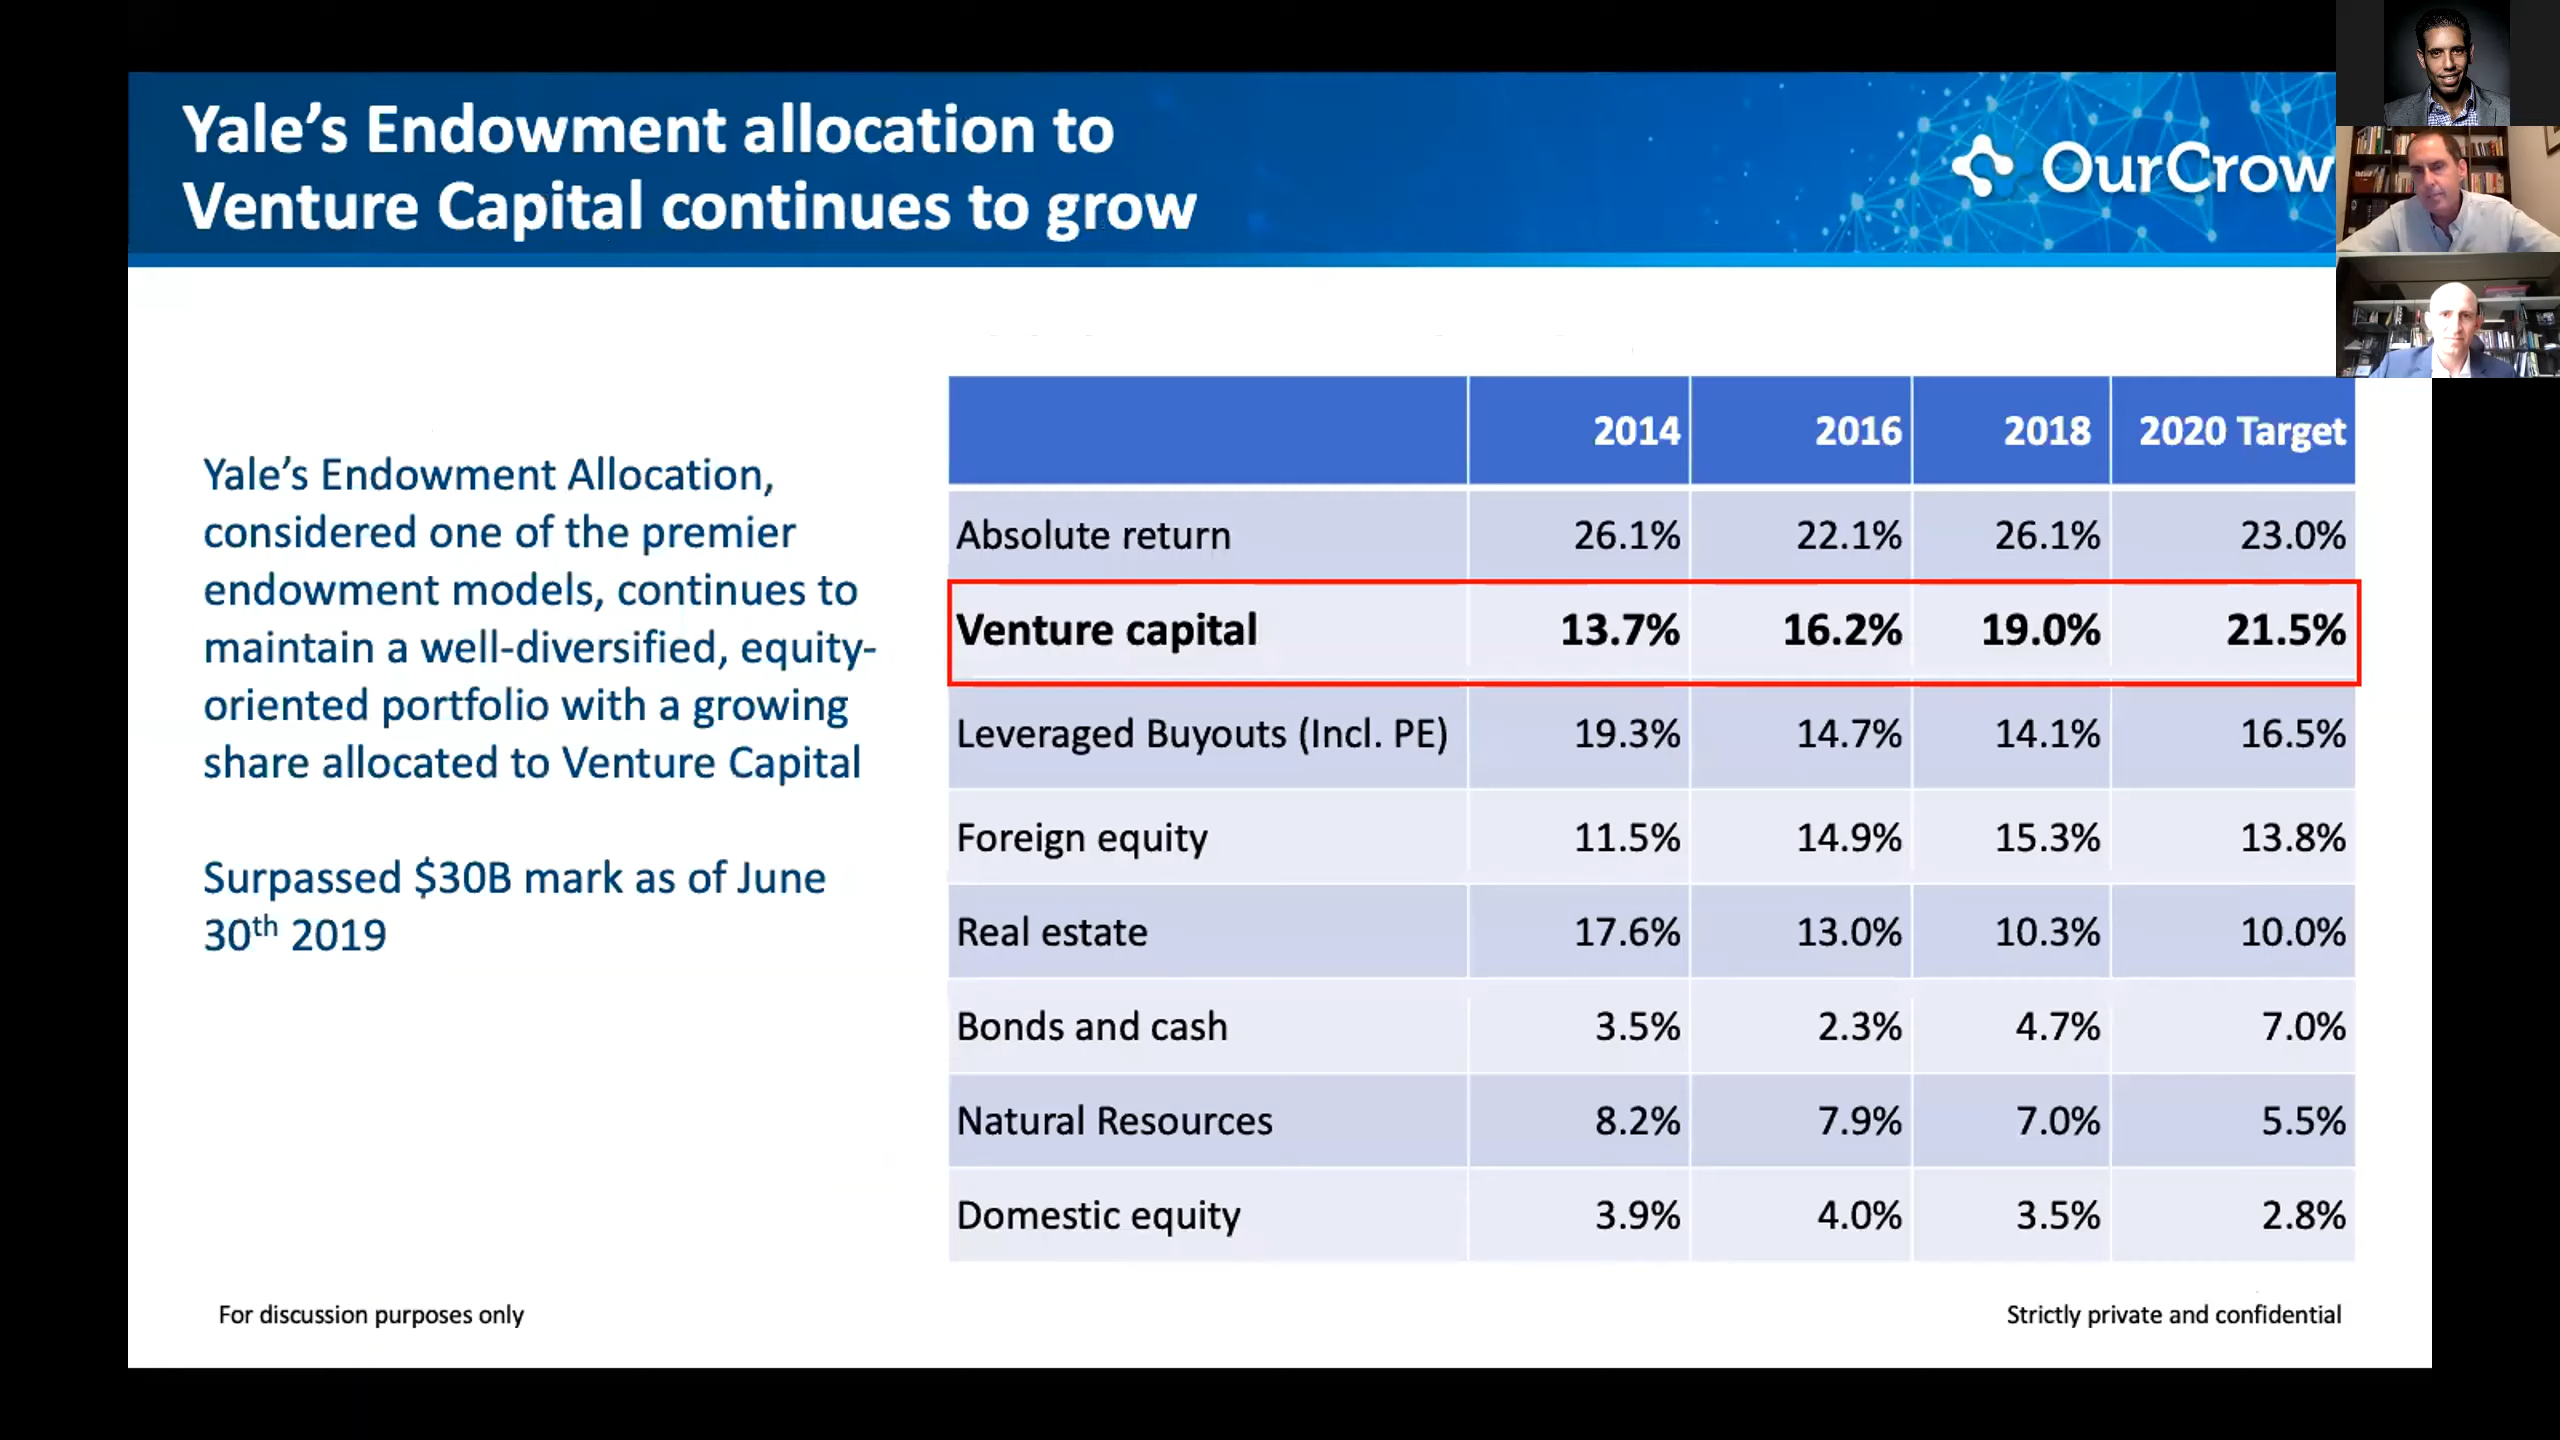 Yale’s Endowment allocation to
Venture Capital continues to grow
OurCrow
Yale’s Endowment Allocation,
considered one of the premier
endowment models, continues to
maintain a well-diversified, equity-
oriented portfolio with a growing
share allocated to Venture Capital
Surpassed $30B mark as of June
30th 2019
2014 2016 2018 2020 Target
Absolute return 26.1% 22.1% 26.1% 23.0%
Venture capital 13.7% 16.2% 19.0% 21.5%
Leveraged Buyouts (Incl. PE) 19.3% 14.7% 14.1% 16.5%
Foreign equity 11.5% 14.9% 15.3% 13.8%
Real estate 17.6% 13.0% 10.3% 10.0%
Bonds and cash 3.5% 2.3% 4.7% 7.0%
Natural Resources 8.2% 7.9% 7.0% 5.5%
Domestic equity 3.9% 4.0% 3.5% 2.8%
For discussion purposes only
Strictly private and confidential